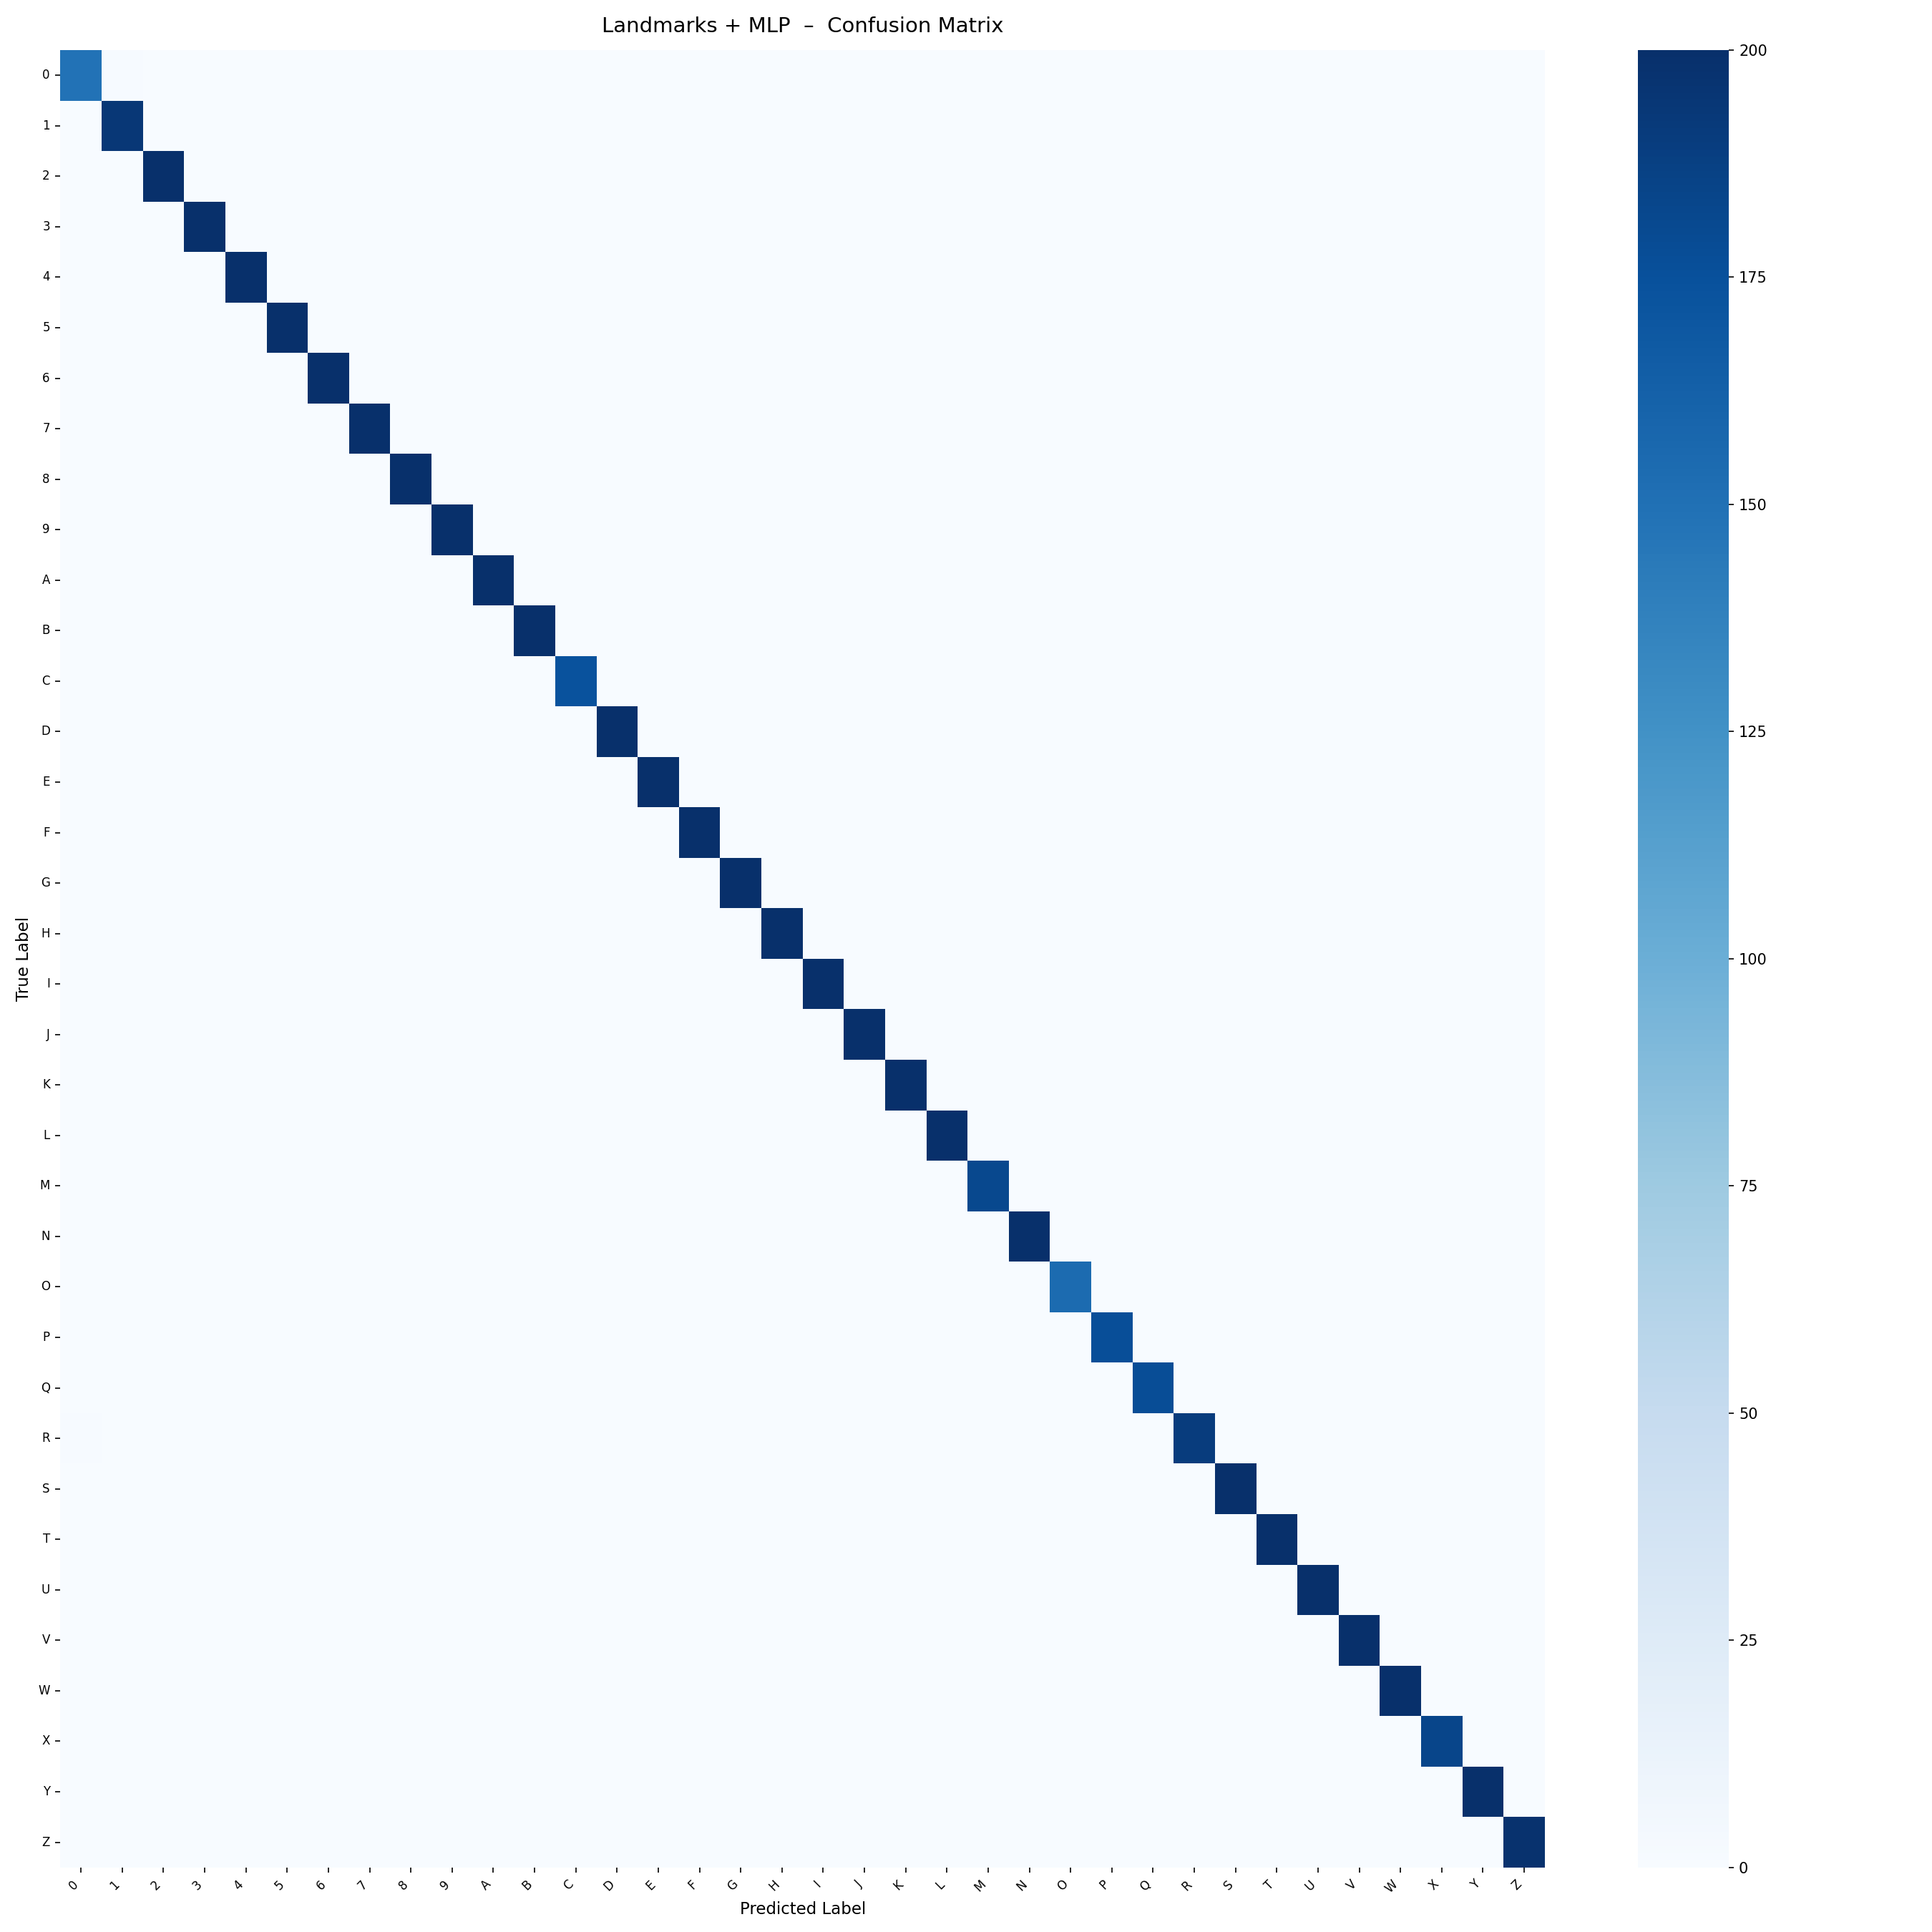 Landmarks + MLP – Confusion Matrix
True Label
0
1
2
3
4
5
6
7
8
9
A
B
C
D
E
F
G
H
I
J
K
L
M
N
O
P
Q
R
S
T
U
V
W
X
Y
Z
0 1 2 3 4 5 6 7 8 9 A B C D E F G H I J K L M N O P Q R S T U V W X Y Z
Predicted Label
200
175
150
125
100
75
50
25
0